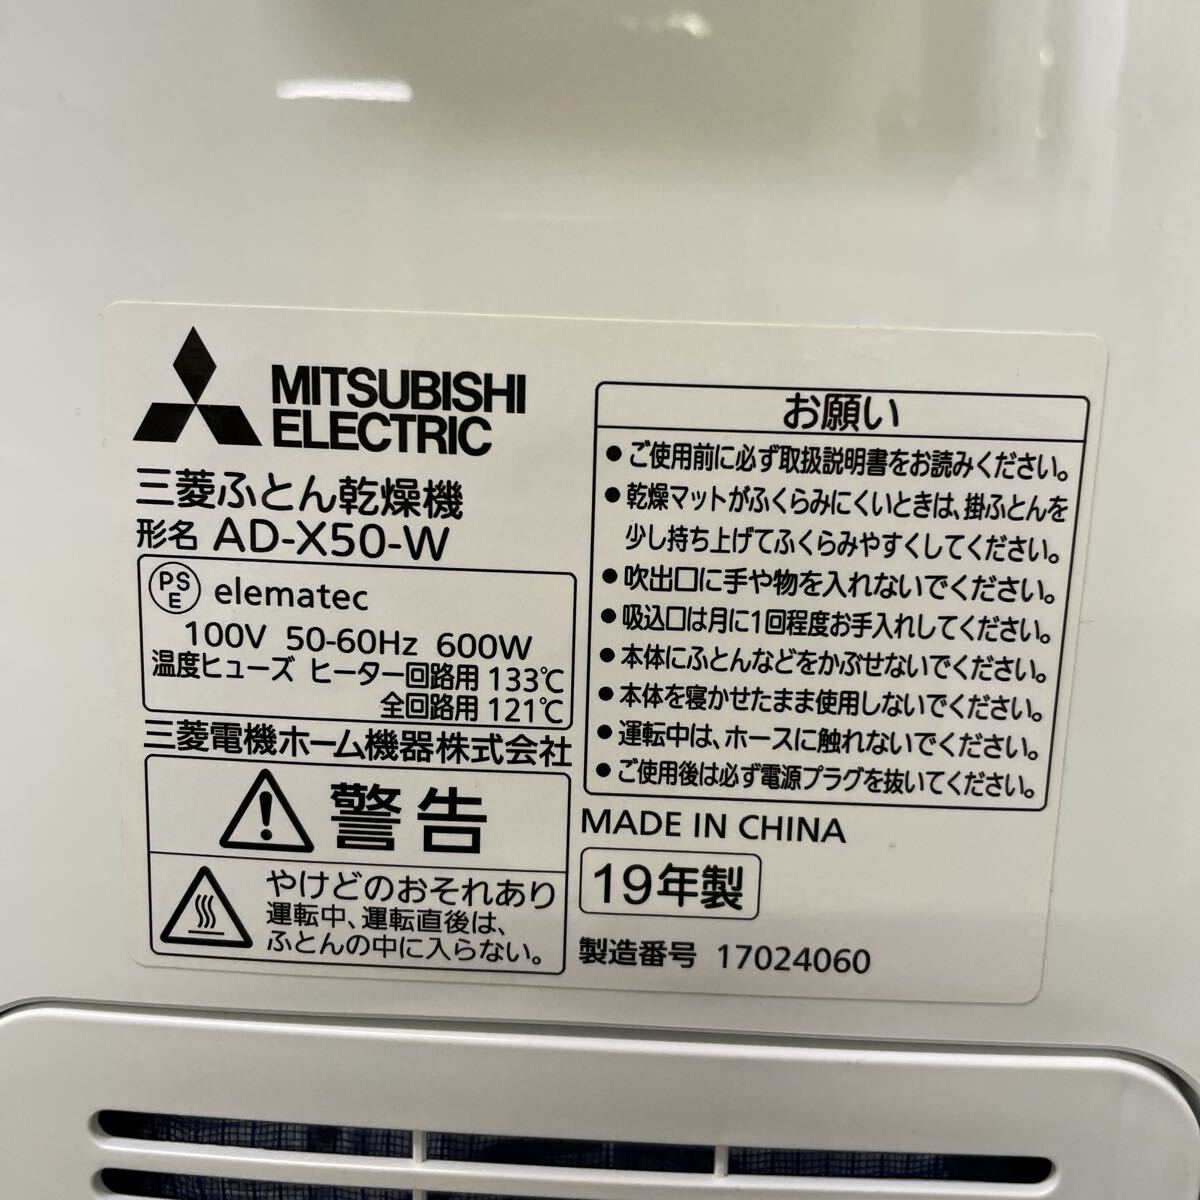 MITSUBISHI
ELECTRIC
三菱ふとん乾燥機
形名 AD-X50-W
PS
E
elematec
100V 50-60Hz 600W
温度ヒューズ ヒーター回路用 133℃
全回路用 121℃
三菱電機ホーム機器株式会社
警告
やけどのおそれあり
運転中、運転直後は、
ふとんの中に入らない。
お願い
●ご使用前に必ず取扱説明書をお読みください。
●乾燥マットがふくらみにくいときは、掛ふとんを
少し持ち上げてふくらみやすくしてください。
●吹出口に手や物を入れないでください。
●吸込口は月に1回程度お手入れしてください。
●本体にふとんなどをかぶせないでください。
●本体を寝かせたまま使用しないでください。
●運転中は、ホースに触れないでください。
●ご使用後は必ず電源プラグを抜いてください。
MADE IN CHINA
19年製
製造番号 17024060